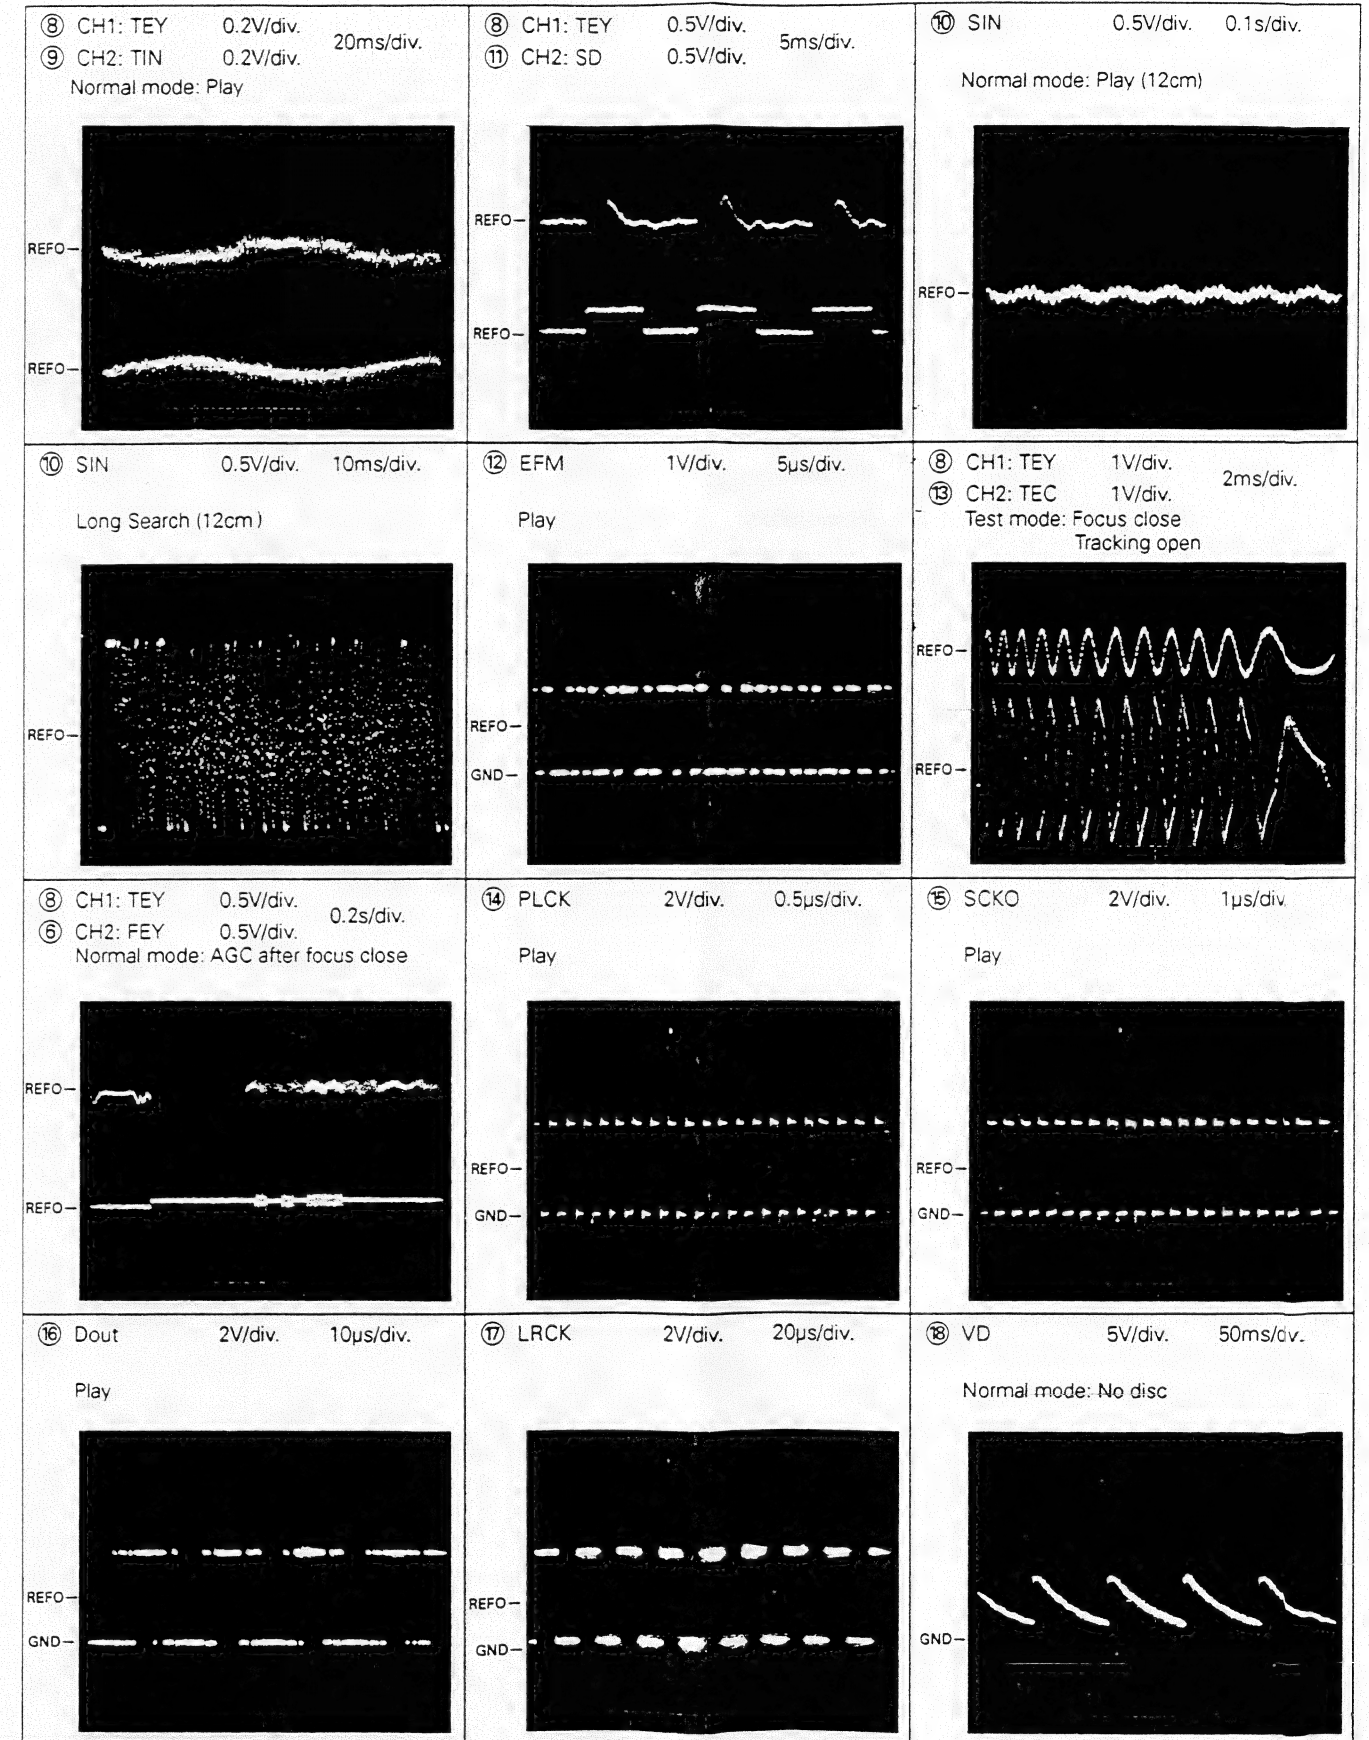 ⑧ CH1: TEY 0.2V/div. 20ms/div.
⑨ CH2: TIN 0.2V/div.
Normal mode: Play
REFO
REFO
⑧ CH1: TEY 0.5V/div. 5ms/div.
⑪ CH2: SD 0.5V/div.
REFO
REFO
⑩ SIN 0.5V/div. 0.1s/div.
Normal mode: Play (12cm)
REFO
⑩ SIN 0.5V/div. 10ms/div.
Long Search (12cm)
REFO
⑫ EFM 1V/div. 5µs/div.
Play
REFO
GND
⑧ CH1: TEY 1V/div. 2ms/div.
⑬ CH2: TEC 1V/div.
Test mode: Focus close
Tracking open
REFO
REFO
⑧ CH1: TEY 0.5V/div. 0.2s/div.
⑥ CH2: FEY 0.5V/div.
Normal mode: AGC after focus close
REFO
REFO
⑭ PLCK 2V/div. 0.5µs/div.
Play
REFO
GND
⑮ SCKO 2V/div. 1µs/div
Play
REFO
GND
⑯ Dout 2V/div. 10µs/div.
Play
REFO
GND
⑰ LRCK 2V/div. 20µs/div.
REFO
GND
⑱ VD 5V/div. 50ms/dv.
Normal mode: No disc
GND